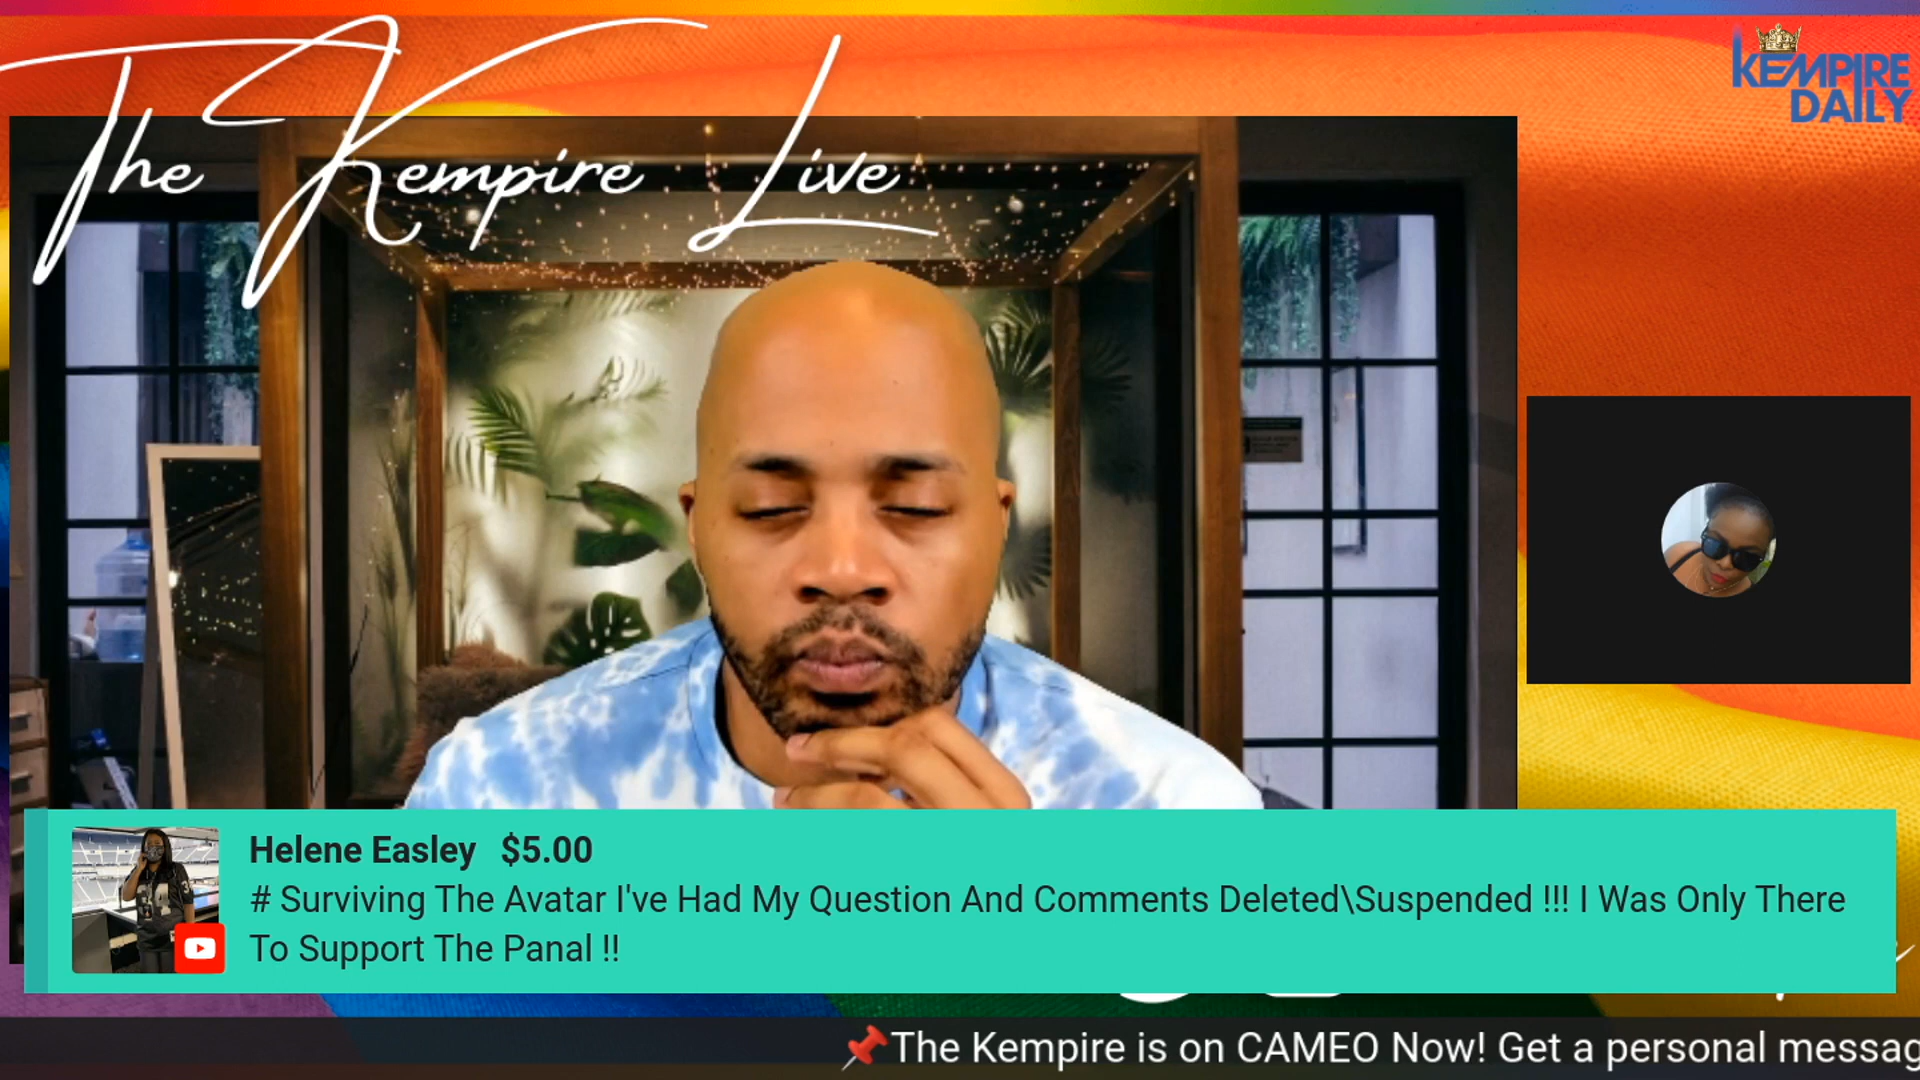 The Kempire Live
KEMPIRE
DAILY
Helene Easley $5.00
# Surviving The Avatar I've Had My Question And Comments Deleted\Suspended !!! I Was Only There
To Support The Panal !!
📌The Kempire is on CAMEO Now! Get a personal messag